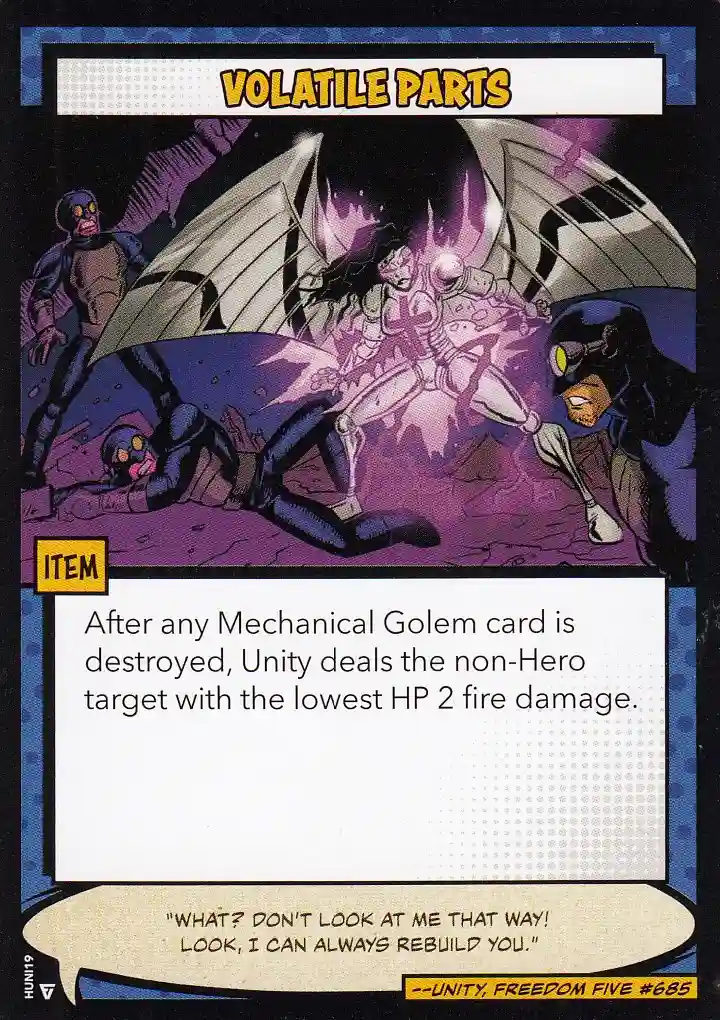 VOLATILE PARTS
ITEM
After any Mechanical Golem card is
destroyed, Unity deals the non-Hero
target with the lowest HP 2 fire damage.
"WHAT? DON'T LOOK AT ME THAT WAY!
LOOK, I CAN ALWAYS REBUILD YOU."
--UNITY, FREEDOM FIVE #685
HUNI19